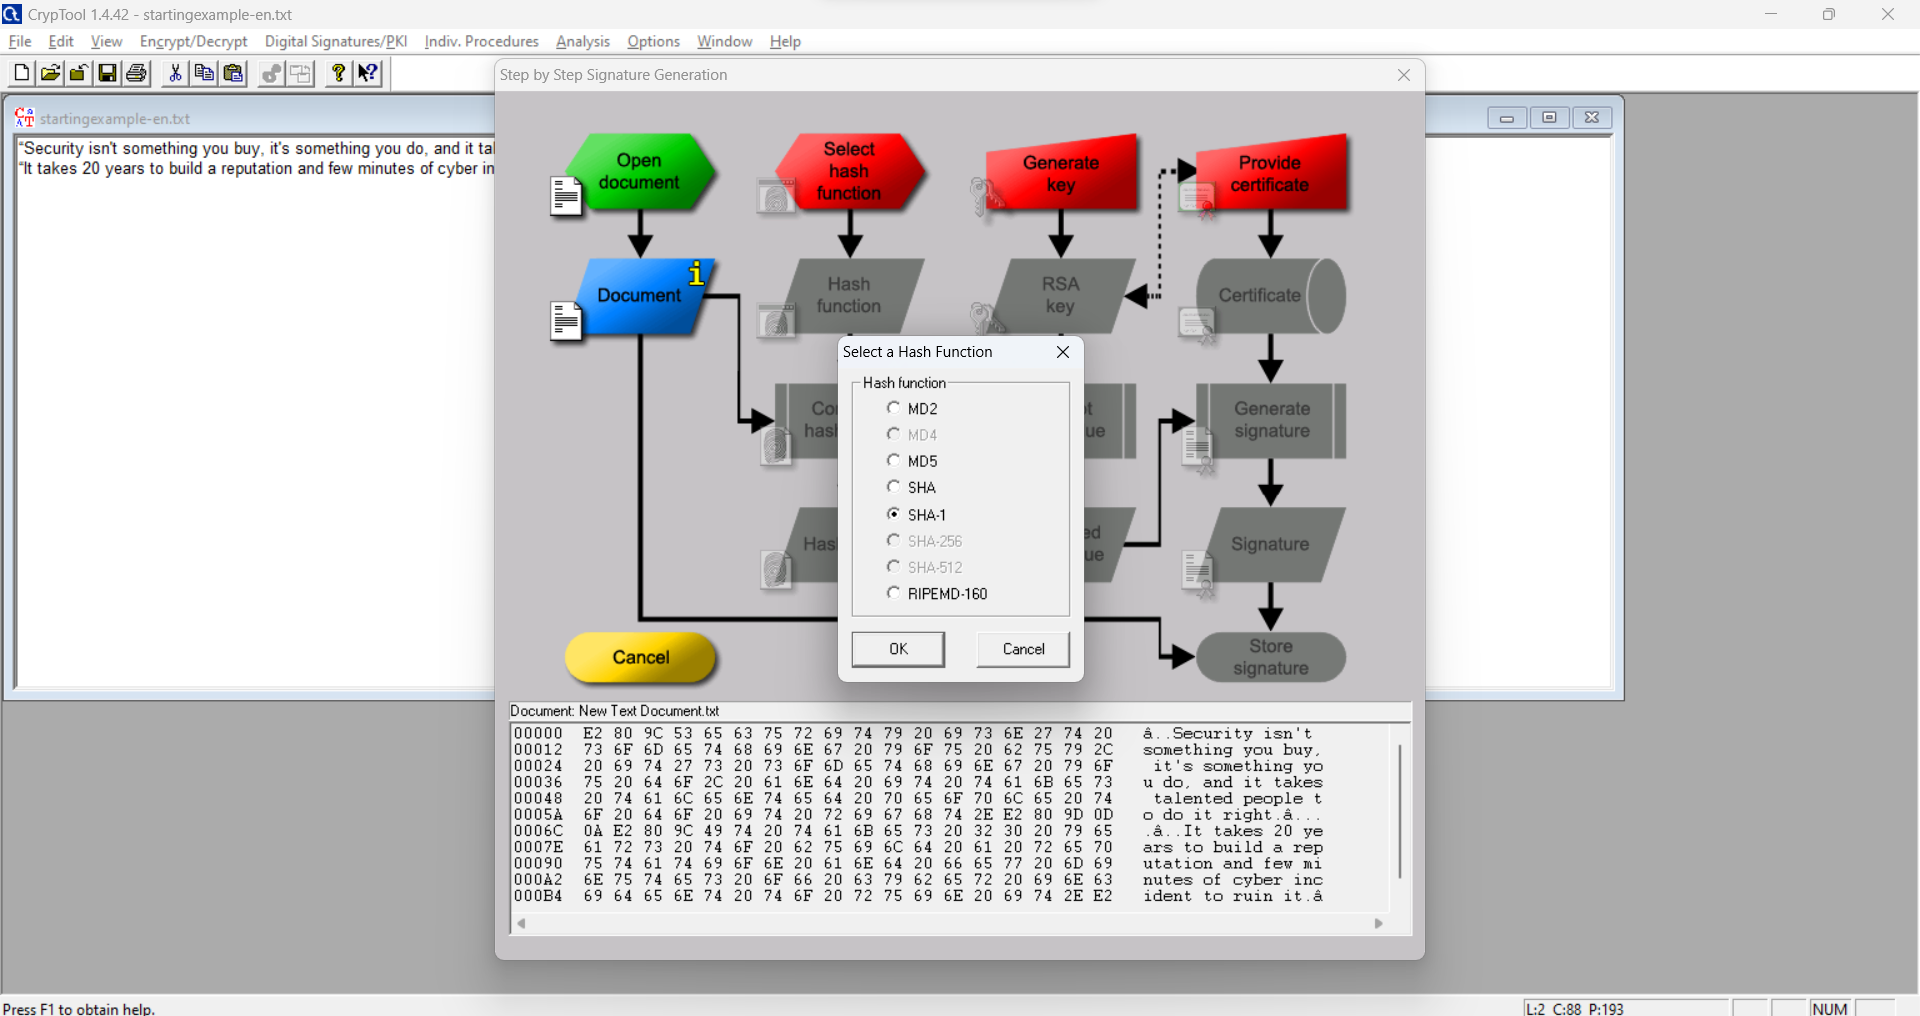 CrypTool 1.4.42 - startingexample-en.txt
File Edit View Encrypt/Decrypt Digital Signatures/PKI Indiv. Procedures Analysis Options Window Help
Step by Step Signature Generation
startingexample-en.txt
"Security isn't something you buy, it's something you do, and it
"It takes 20 years to build a reputation and few minutes of cyber
Open
document
Select
hash
function
Generate
key
Provide
certificate
Document
Hash
function
RSA
key
Certificate
Generate
signature
Signature
Store
signature
Cancel
Select a Hash Function
Hash function
MD2
MD4
MD5
SHA
SHA-1
SHA-256
SHA-512
RIPEMD-160
OK Cancel
Document: New Text Document.txt
00000 E2 80 9C 53 65 63 75 72 69 74 79 20 69 73 6E 27 74 20 â..Security isn't
00012 73 6F 6D 65 74 68 69 6E 67 20 79 6F 75 20 62 75 79 2C something you buy,
00024 20 69 74 27 73 20 73 6F 6D 65 74 68 69 6E 67 20 79 6F it's something yo
00036 75 20 64 6F 2C 20 61 6E 64 20 69 74 20 74 61 6B 65 73 u do, and it takes
00048 20 74 61 6C 65 6E 74 65 64 20 70 65 6F 70 6C 65 20 74 talented people t
0005A 6F 20 64 6F 20 69 74 20 72 69 67 68 74 2E E2 80 9D 0D o do it right.â...
0006C 0A E2 80 9C 49 74 20 74 61 6B 65 73 20 32 30 20 79 65 .â..It takes 20 ye
0007E 61 72 73 20 74 6F 20 62 75 69 6C 64 20 61 20 72 65 70 ars to build a rep
00090 75 74 61 74 69 6F 6E 20 61 6E 64 20 66 65 77 20 6D 69 utation and few mi
000A2 6E 75 74 65 73 20 6F 66 20 63 79 62 65 72 20 69 6E 63 nutes of cyber inc
000B4 69 64 65 6E 74 20 74 6F 20 72 75 69 6E 20 69 74 2E E2 ident to ruin it.â
Press F1 to obtain help.
L:2 C:88 P:193 NUM